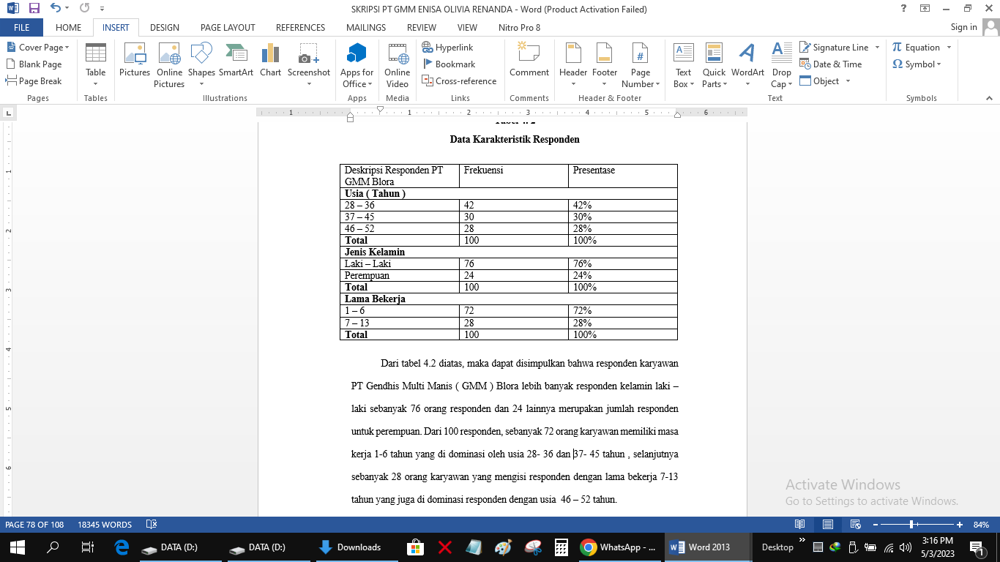 SKRIPSI PT GMM ENISA OLIVIA RENANDA - Word (Product Activation Failed)
FILE HOME INSERT DESIGN PAGE LAYOUT REFERENCES MAILINGS REVIEW VIEW Nitro Pro 8 Sign in
Cover Page
Blank Page
Page Break
Pages
Table
Tables
Pictures
Online Pictures
Shapes
SmartArt
Chart
Screenshot
Illustrations
Apps for Office
Apps
Online Video
Media
Hyperlink
Bookmark
Cross-reference
Links
Comment
Comments
Header
Footer
Page Number
Header & Footer
Text Box
Quick Parts
WordArt
Drop Cap
Signature Line
Date & Time
Object
Text
Equation
Symbol
Symbols
1 1 2 3 4 5 6
Data Karakteristik Responden
Deskripsi Responden PT Frekuensi Presentase
GMM Blora
Usia ( Tahun )
28 – 36 42 42%
37 – 45 30 30%
46 – 52 28 28%
Total 100 100%
Jenis Kelamin
Laki – Laki 76 76%
Perempuan 24 24%
Total 100 100%
Lama Bekerja
1 – 6 72 72%
7 – 13 28 28%
Total 100 100%
Dari tabel 4.2 diatas, maka dapat disimpulkan bahwa responden karyawan
PT Gendhis Multi Manis ( GMM ) Blora lebih banyak responden kelamin laki –
laki sebanyak 76 orang responden dan 24 lainnya merupakan jumlah responden
untuk perempuan. Dari 100 responden, sebanyak 72 orang karyawan memiliki masa
kerja 1-6 tahun yang di dominasi oleh usia 28- 36 dan 37- 45 tahun , selanjutnya
sebanyak 28 orang karyawan yang mengisi responden dengan lama bekerja 7-13
tahun yang juga di dominasi responden dengan usia 46 – 52 tahun.
1
2
3
4
5
6
Activate Windows
Go to Settings to activate Windows.
PAGE 78 OF 108 18345 WORDS 84%
DATA (D:) DATA (D:) Downloads WhatsApp - ... Word 2013 Desktop 3:16 PM
5/3/2023 1